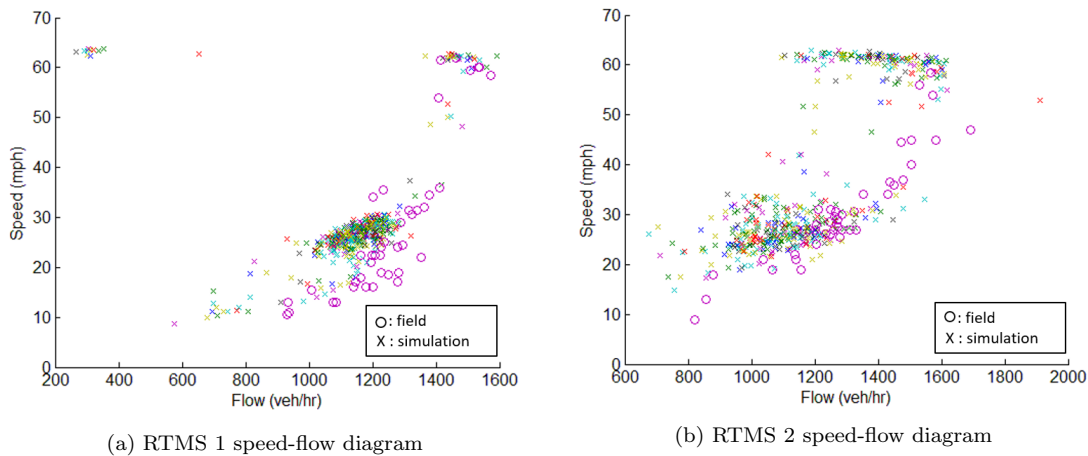 70
60
50
40
30
20
10
0
Speed (mph)
200 400 600 800 1000 1200 1400 1600
Flow (veh/hr)
O: field
X : simulation
(a) RTMS 1 speed-flow diagram
70
60
50
40
30
20
10
0
Speed (mph)
600 800 1000 1200 1400 1600 1800 2000
Flow (veh/hr)
O: field
X : simulation
(b) RTMS 2 speed-flow diagram